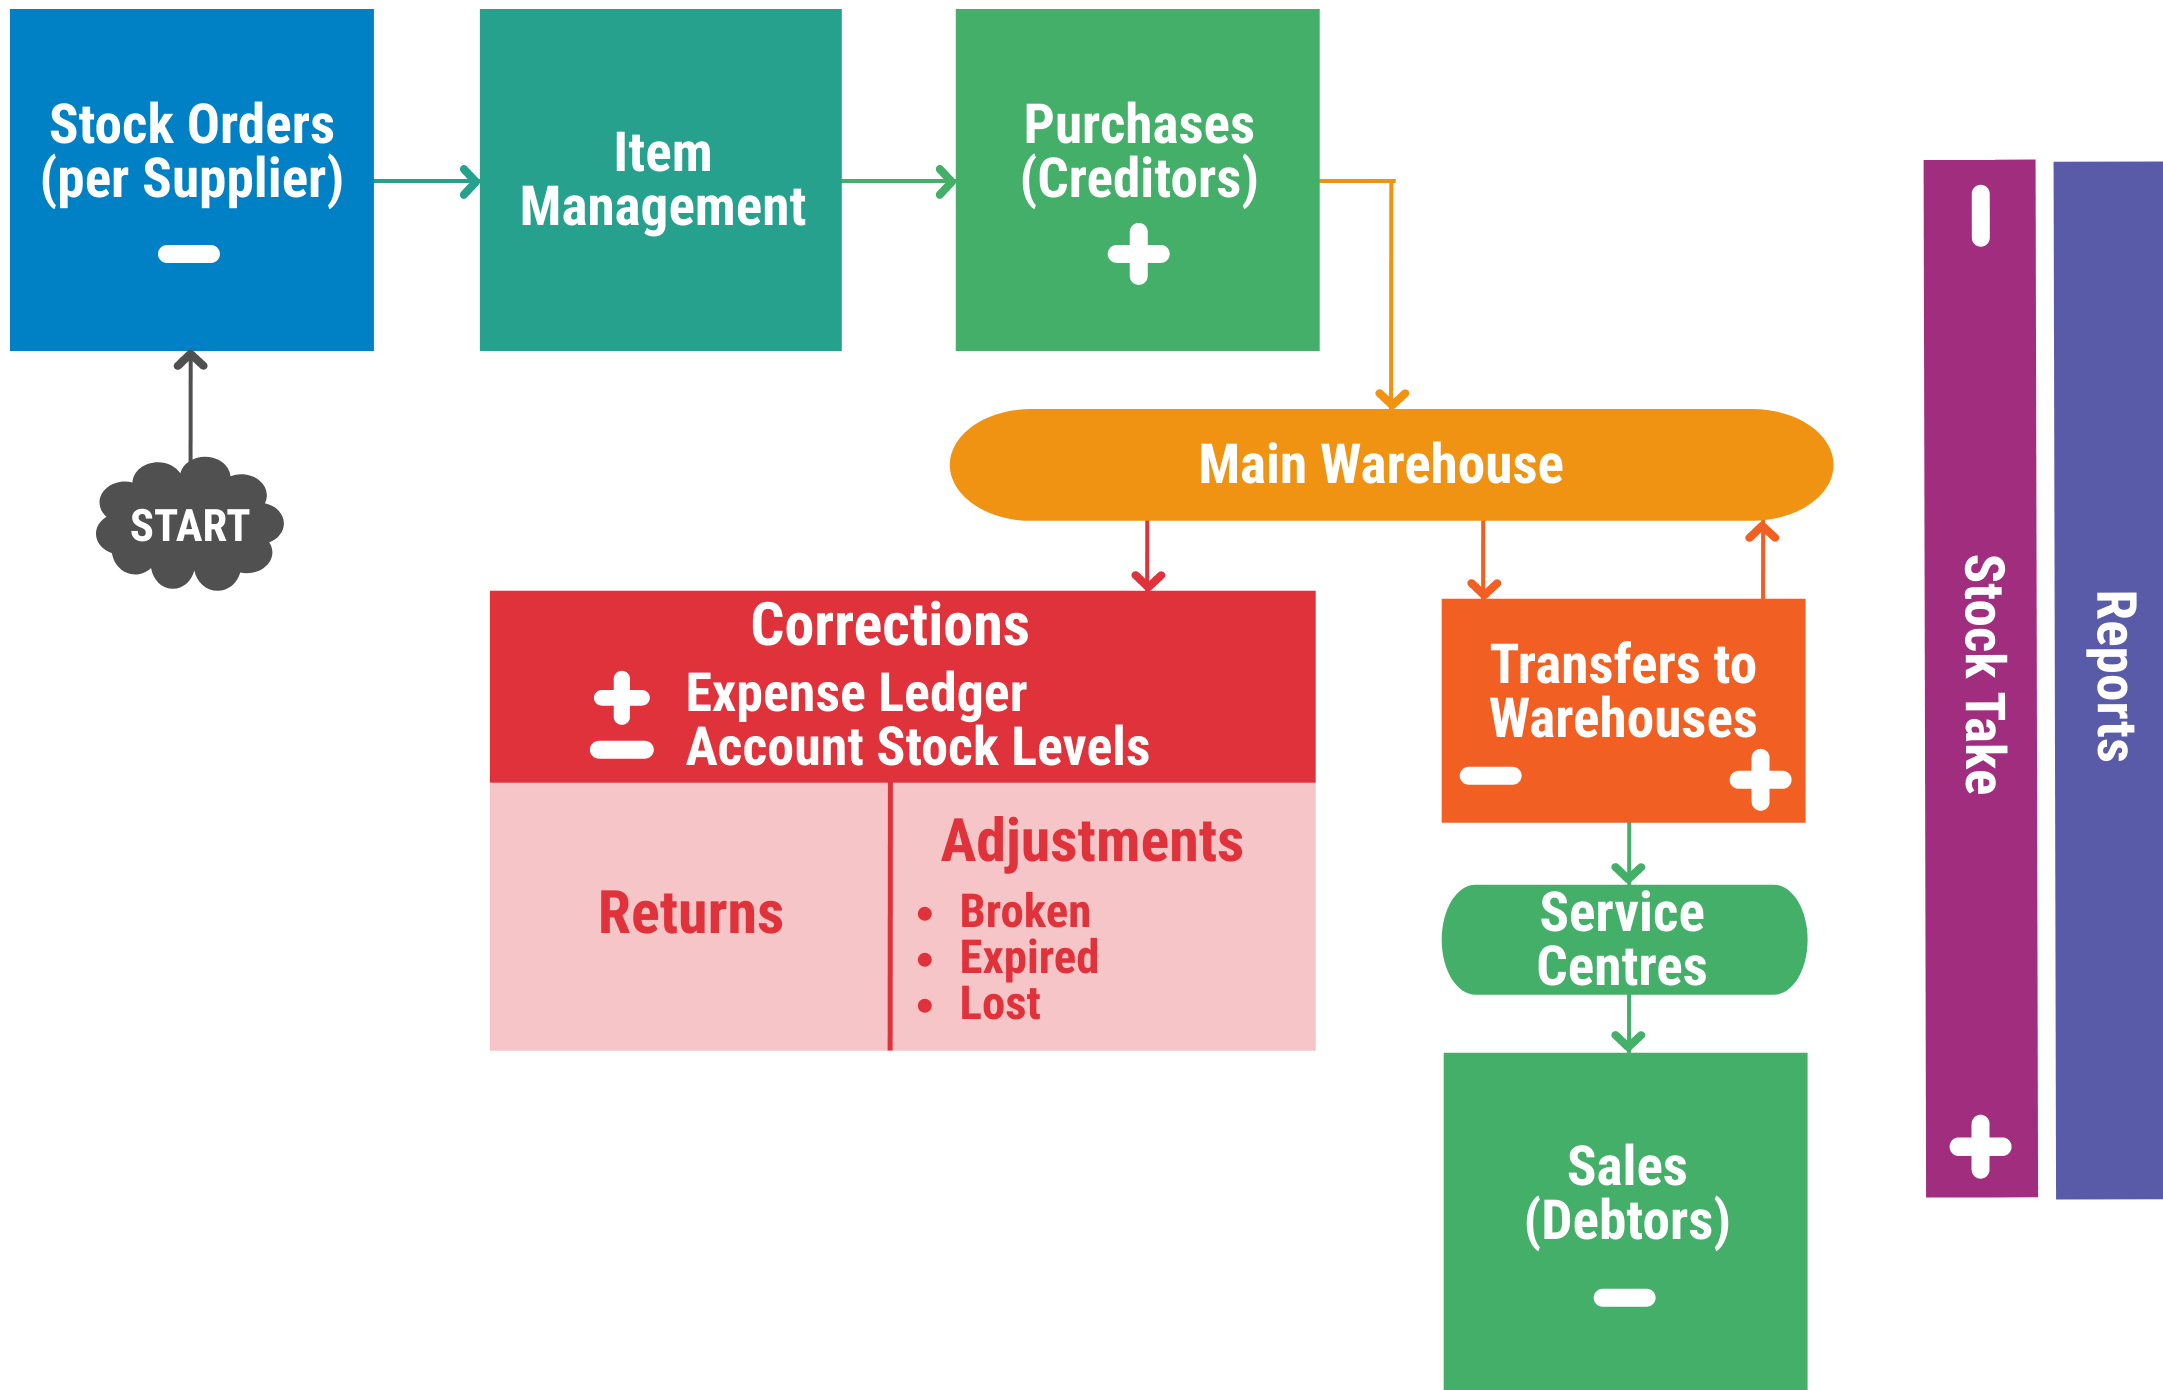 Stock Orders
(per Supplier)
Item
Management
Purchases
(Creditors)
START
Main Warehouse
Corrections
Expense Ledger
Account Stock Levels
Returns
Adjustments
• Broken
• Expired
• Lost
Transfers to
Warehouses
Service
Centres
Sales
(Debtors)
Stock Take
Reports